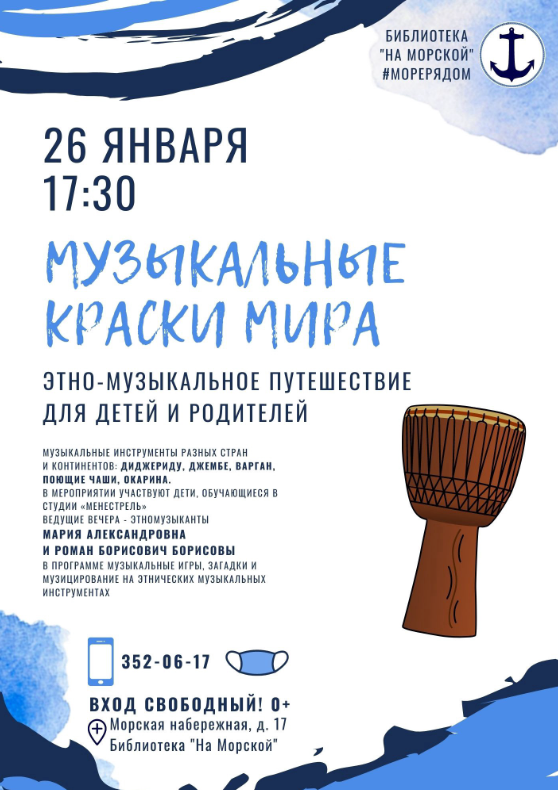 БИБЛИОТЕКА
"НА МОРСКОЙ"
#МОРЕРЯДОМ
26 ЯНВАРЯ
17:30
МУЗЫКАЛЬНЫЕ
КРАСКИ МИРА
ЭТНО-МУЗЫКАЛЬНОЕ ПУТЕШЕСТВИЕ
ДЛЯ ДЕТЕЙ И РОДИТЕЛЕЙ
МУЗЫКАЛЬНЫЕ ИНСТРУМЕНТЫ РАЗНЫХ СТРАН
И КОНТИНЕНТОВ: ДИДЖЕРИДУ, ДЖЕМБЕ, ВАРГАН,
ПОЮЩИЕ ЧАШИ, ОКАРИНА.
В МЕРОПРИЯТИИ УЧАСТВУЮТ ДЕТИ, ОБУЧАЮЩИЕСЯ В
СТУДИИ «МЕНЕСТРЕЛЬ»
ВЕДУЩИЕ ВЕЧЕРА - ЭТНОМУЗЫКАНТЫ
МАРИЯ АЛЕКСАНДРОВНА
И РОМАН БОРИСОВИЧ БОРИСОВЫ
В ПРОГРАММЕ МУЗЫКАЛЬНЫЕ ИГРЫ, ЗАГАДКИ И
МУЗИЦИРОВАНИЕ НА ЭТНИЧЕСКИХ МУЗЫКАЛЬНЫХ
ИНСТРУМЕНТАХ
352-06-17
ВХОД СВОБОДНЫЙ! 0+
Морская набережная, д. 17
Библиотека "На Морской"